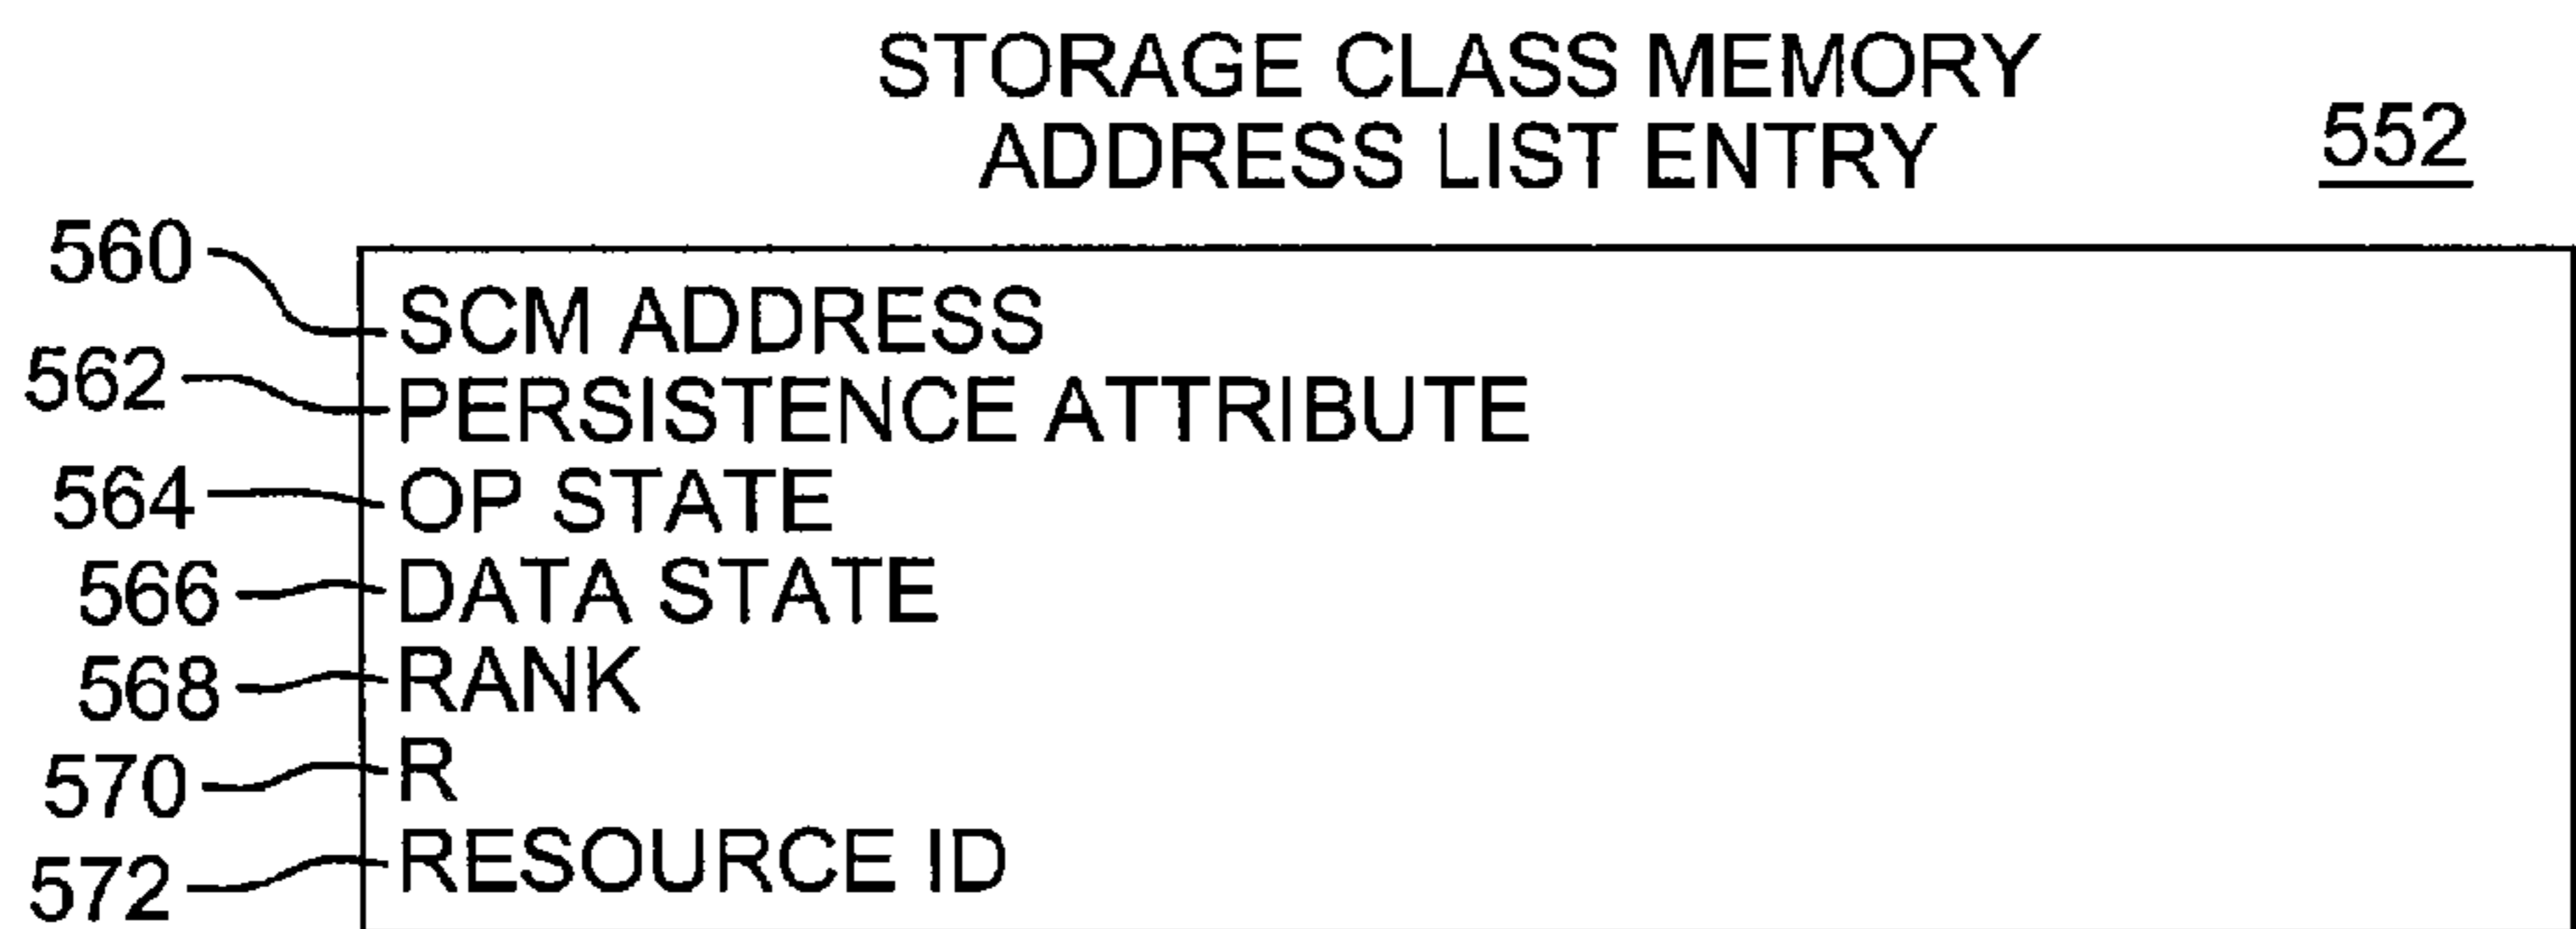 STORAGE CLASS MEMORY
ADDRESS LIST ENTRY
552
560 SCM ADDRESS
562 PERSISTENCE ATTRIBUTE
564 OP STATE
566 DATA STATE
568 RANK
570 R
572 RESOURCE ID